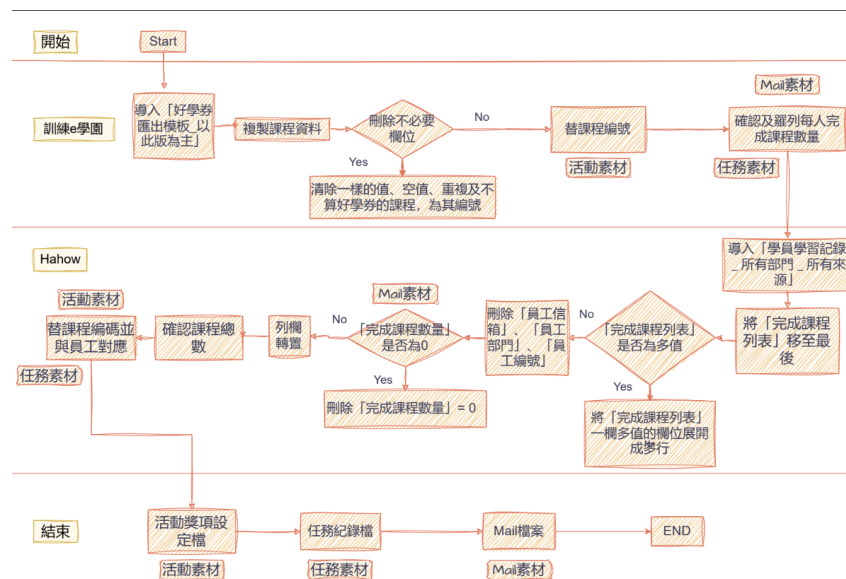 開始
Start
Mail素材
訓練e學園
導入「好學券
匯出模板_以
此版為主」
複製課程資料
刪除不必要
欄位
No
替課程編號
確認及羅列每人完
成課程數量
活動素材
任務素材
Yes
清除一樣的值、空值、重複及不
算好學券的課程，為其編號
Hahow
導入「學員學習記錄
_ 所有部門 _ 所有來
源」
將「完成課程
列表」移至最
後
「完成課程列表」
是否為多值
No
Yes
將「完成課程列表」
一欄多值的欄位展開
成多行
刪除「員工信
箱」、「員工
部門」、「員
工編號」
Mail素材
「完成課程數量」
是否為0
No
Yes
刪除「完成課程數量」= 0
列欄
轉置
確認課程總
數
活動素材
替課程編碼並
與員工對應
任務素材
結束
活動獎項設
定檔
活動素材
任務紀錄檔
任務素材
Mail檔案
Mail素材
END